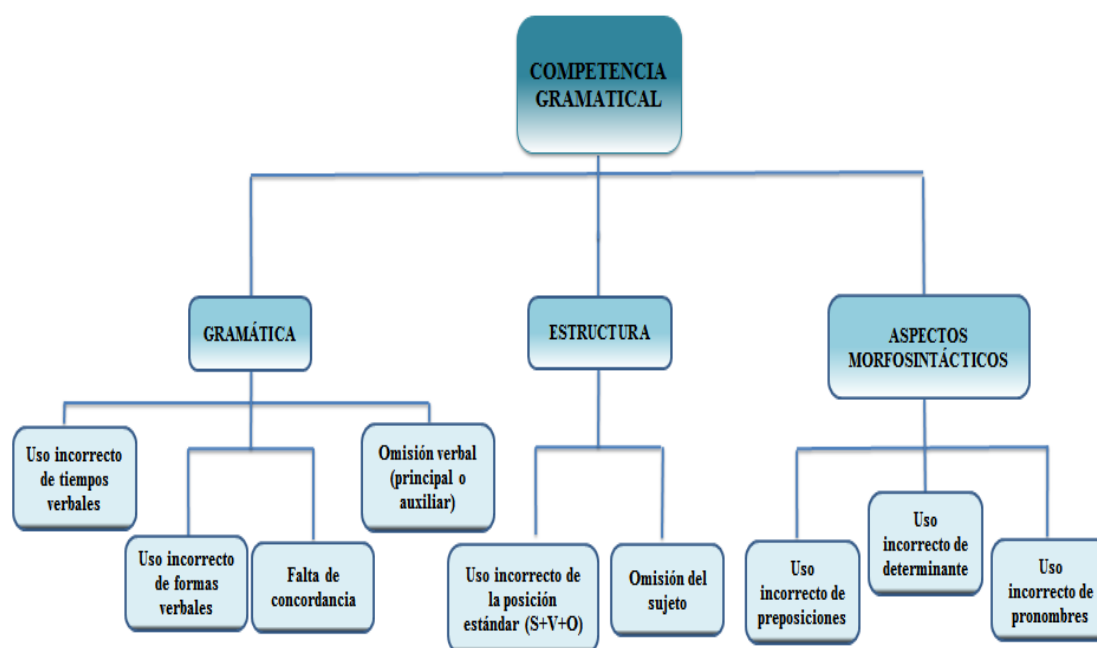 COMPETENCIA
GRAMATICAL
GRAMÁTICA
ESTRUCTURA
ASPECTOS
MORFOSINTÁCTICOS
Uso incorrecto
de tiempos
verbales
Uso incorrecto
de formas
verbales
Falta de
concordancia
Omisión verbal
(principal o
auxiliar)
Uso incorrecto de
la posición
estándar (S+V+O)
Omisión del
sujeto
Uso
incorrecto de
preposiciones
Uso
incorrecto de
determinante
Uso
incorrecto de
pronombres